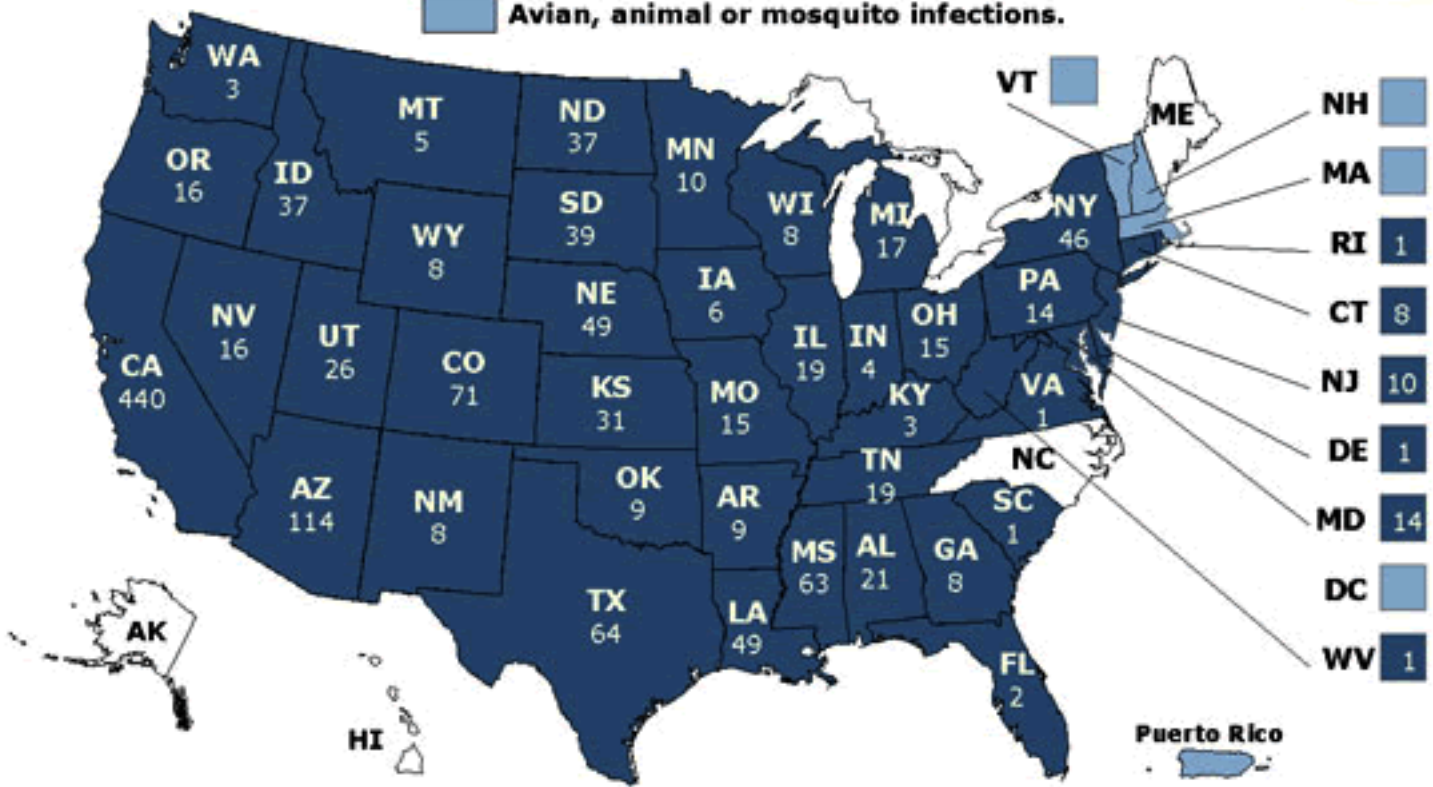 Avian, animal or mosquito infections.
WA
3
MT
5
ND
37
MN
10
VT
ME
NH
OR
16
ID
37
SD
39
WI
8
MI
17
NY
46
MA
WY
8
RI 1
NE
49
IA
6
PA
14
CT 8
NV
16
UT
26
CO
71
IL
19
IN
4
OH
15
NJ 10
CA
440
KS
31
MO
15
KY
3
VA
1
DE 1
AZ
114
NM
8
OK
9
AR
9
TN
19
NC
SC
1
MD 14
MS
63
AL
21
GA
8
DC
TX
64
LA
49
FL
2
WV 1
AK
HI
Puerto Rico